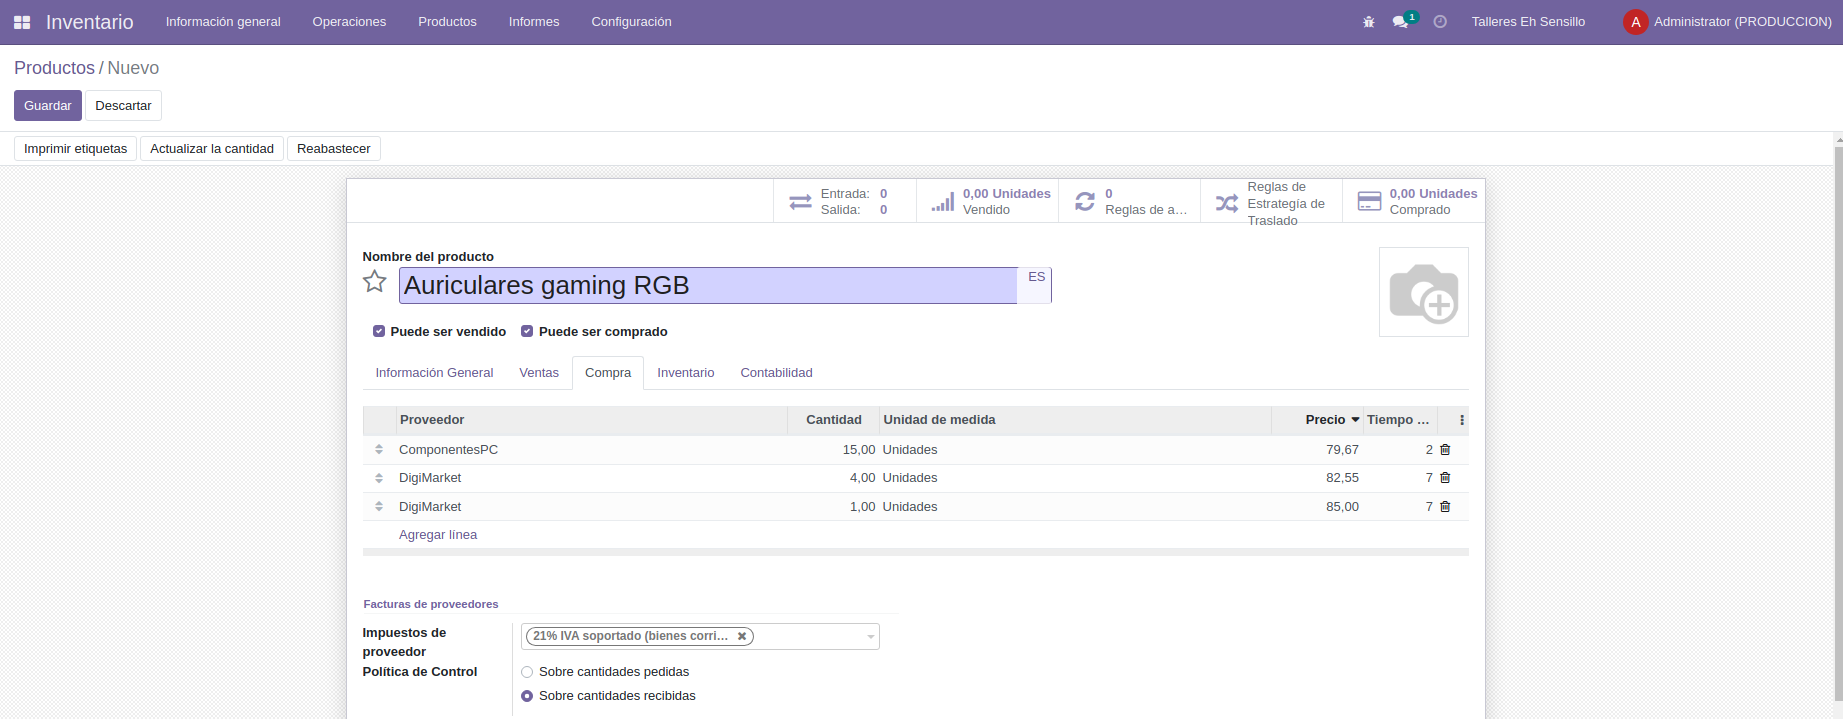 Inventario Información general Operaciones Productos Informes Configuración 1 Talleres Eh Sensillo A Administrator (PRODUCCION)
Productos / Nuevo
Guardar Descartar
Imprimir etiquetas Actualizar la cantidad Reabastecer
Entrada: 0
Salida: 0
0,00 Unidades
Vendido
0
Reglas de a…
Reglas de
Estrategía de
Traslado
0,00 Unidades
Comprado
Nombre del producto
Auriculares gaming RGB ES
Puede ser vendido Puede ser comprado
Información General Ventas Compra Inventario Contabilidad
Proveedor Cantidad Unidad de medida Precio Tiempo …
ComponentesPC 15,00 Unidades 79,67 2
DigiMarket 4,00 Unidades 82,55 7
DigiMarket 1,00 Unidades 85,00 7
Agregar línea
Facturas de proveedores
Impuestos de
proveedor
21% IVA soportado (bienes corri…
Política de Control
Sobre cantidades pedidas
Sobre cantidades recibidas